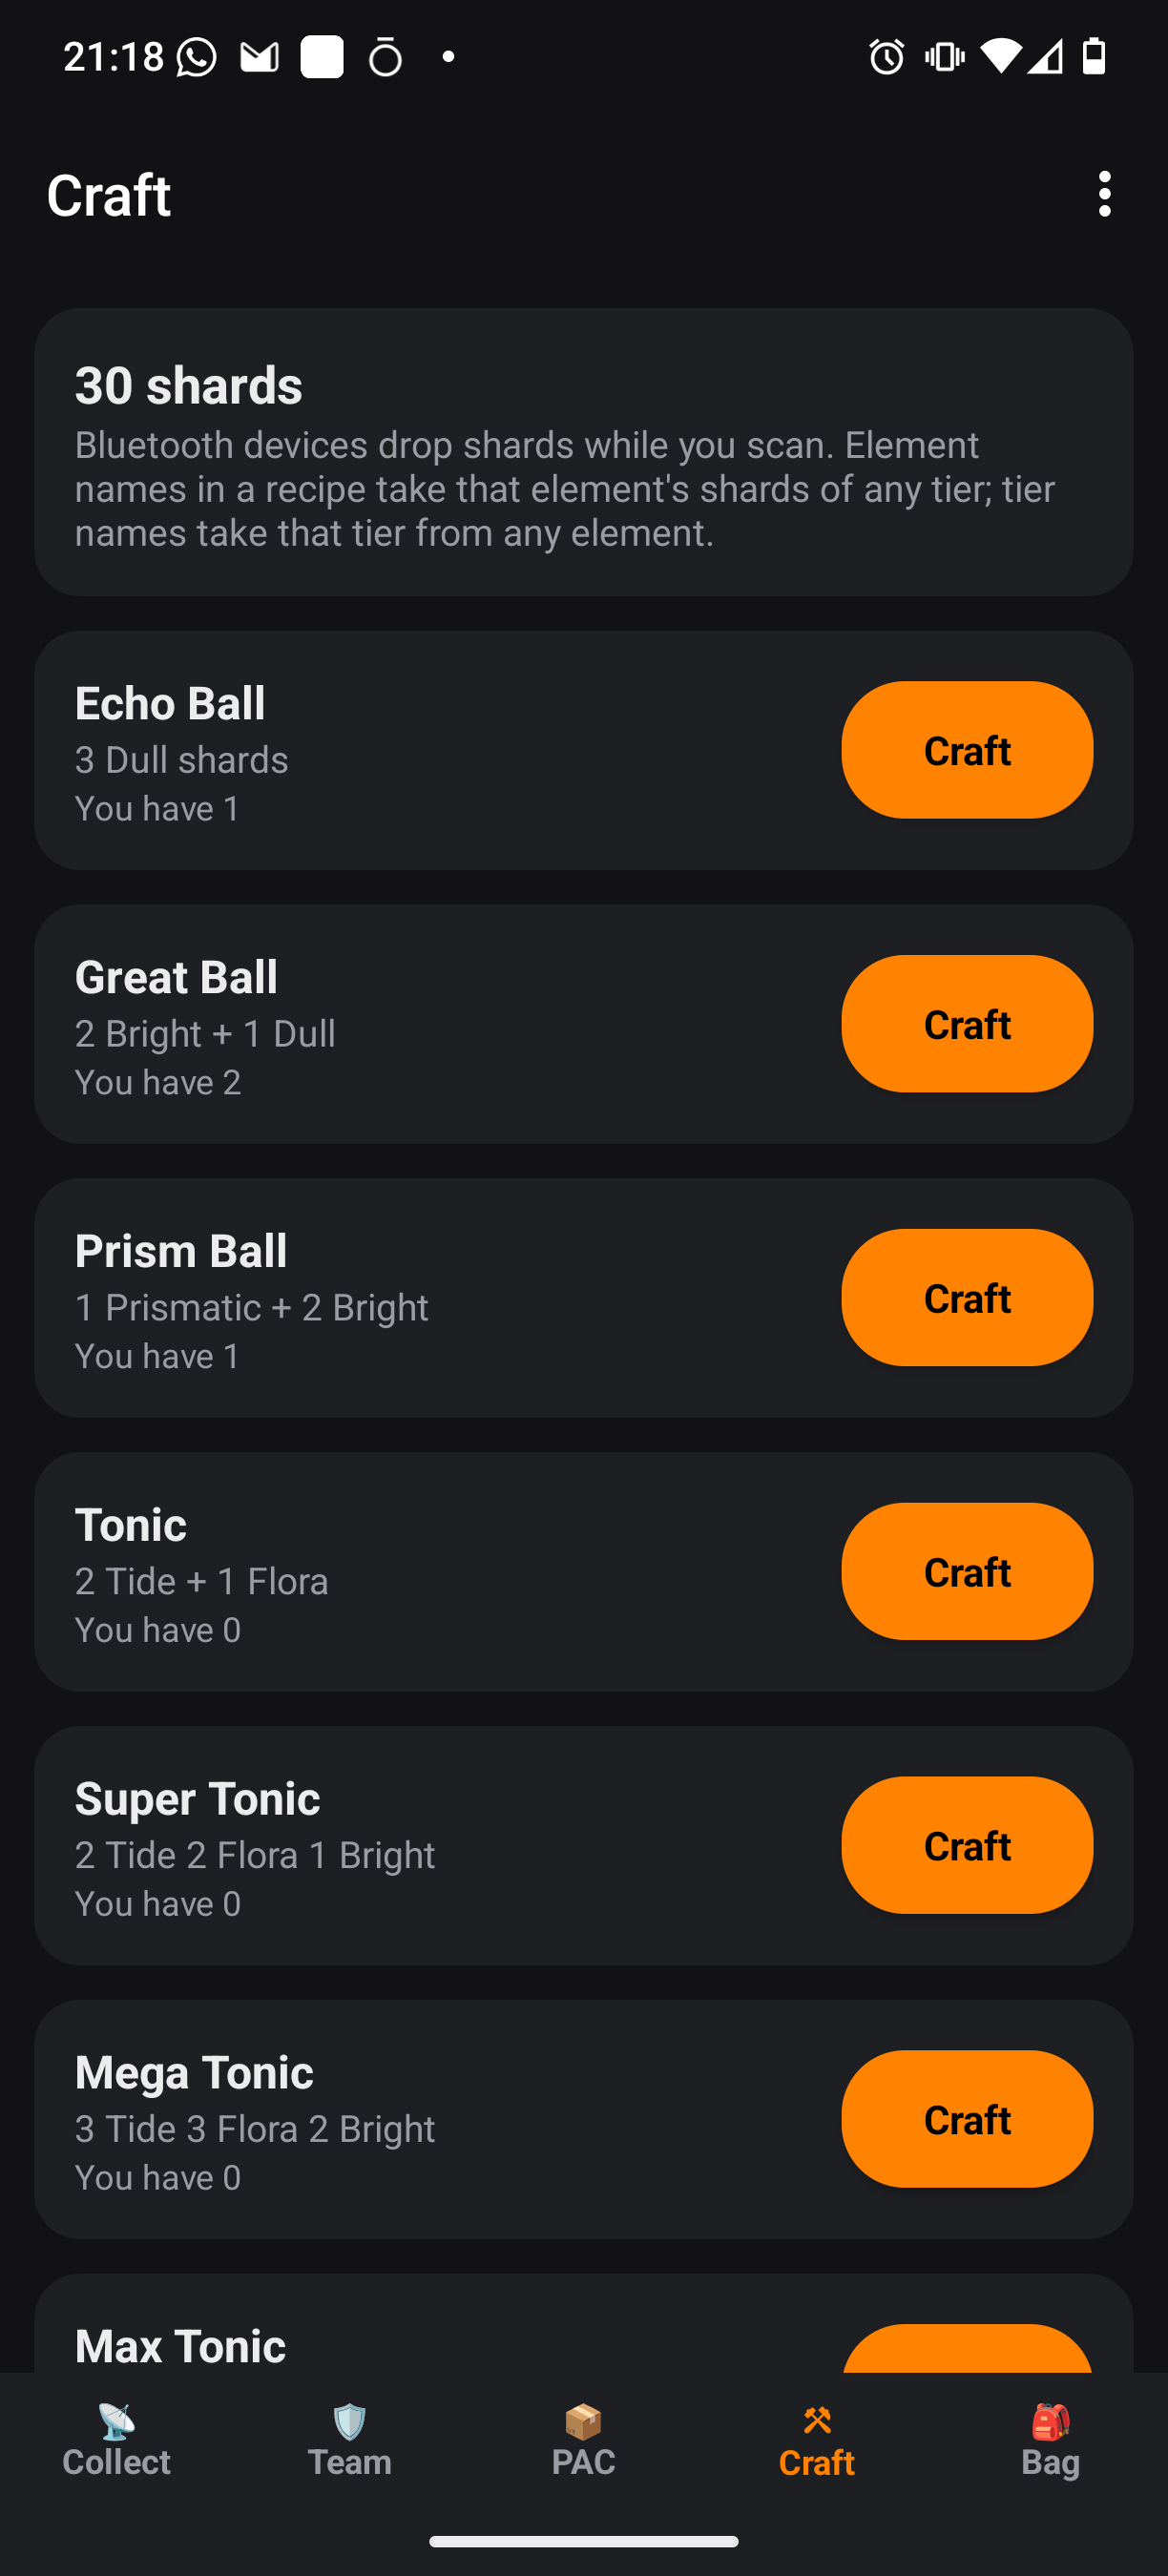 21:18
Craft
30 shards
Bluetooth devices drop shards while you scan. Element
names in a recipe take that element's shards of any tier; tier
names take that tier from any element.
Echo Ball
3 Dull shards
You have 1
Craft
Great Ball
2 Bright + 1 Dull
You have 2
Craft
Prism Ball
1 Prismatic + 2 Bright
You have 1
Craft
Tonic
2 Tide + 1 Flora
You have 0
Craft
Super Tonic
2 Tide 2 Flora 1 Bright
You have 0
Craft
Mega Tonic
3 Tide 3 Flora 2 Bright
You have 0
Craft
Max Tonic
Collect
Team
PAC
Craft
Bag